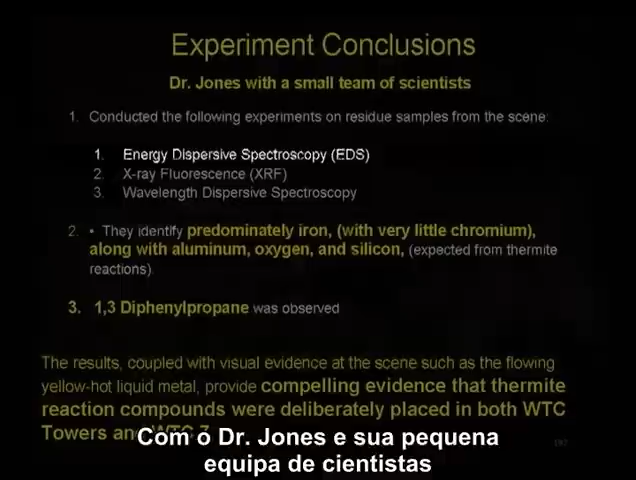 Experiment Conclusions
Dr. Jones with a small team of scientists
1. Conducted the following experiments on residue samples from the scene:
1. Energy Dispersive Spectroscopy (EDS)
2. X-ray Fluorescence (XRF)
3. Wavelength Dispersive Spectroscopy
2. • They identify predominately iron, (with very little chromium),
along with aluminum, oxygen, and silicon, (expected from thermite
reactions)
3. 1,3 Diphenylpropane was observed
The results, coupled with visual evidence at the scene such as the flowing
yellow-hot liquid metal, provide compelling evidence that thermite
reaction compounds were deliberately placed in both WTC
Towers and WTC 7
Com o Dr. Jones e sua pequena
equipa de cientistas